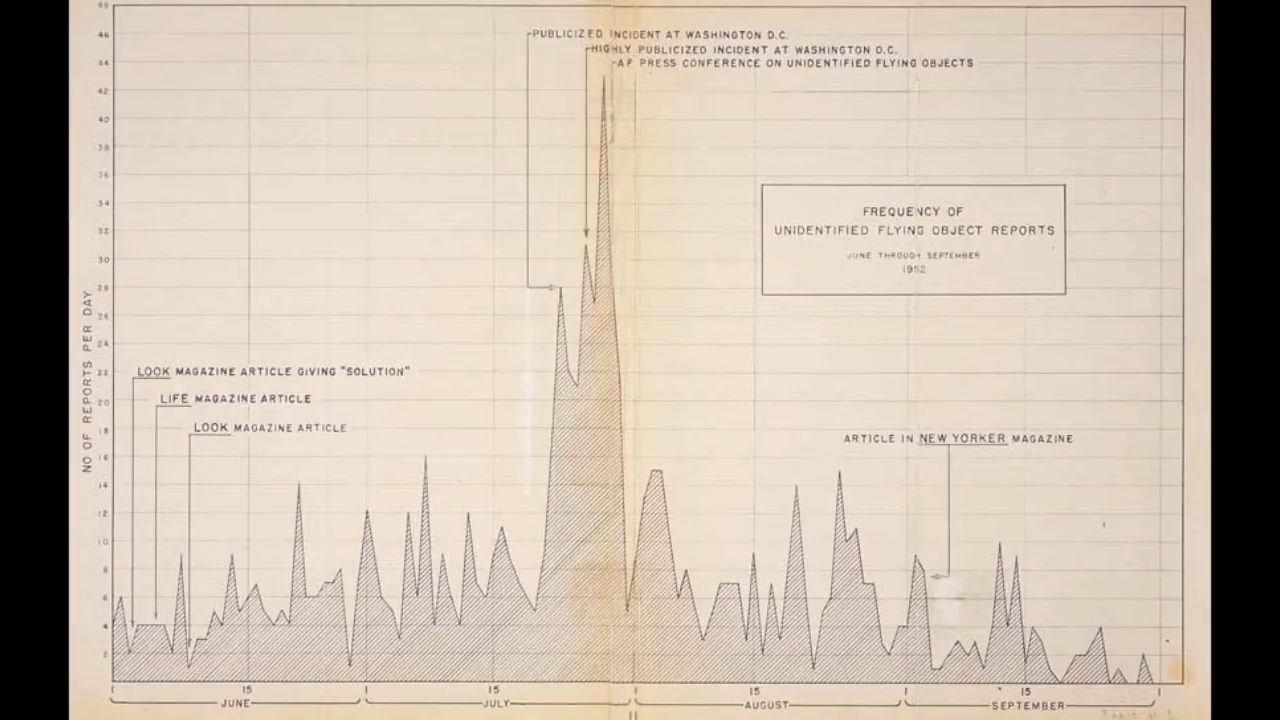 48
46
44
42
40
38
36
34
32
30
28
26
24
22
20
18
16
14
12
10
8
6
4
2
NO OF REPORTS PER DAY
PUBLICIZED INCIDENT AT WASHINGTON D.C.
HIGHLY PUBLICIZED INCIDENT AT WASHINGTON D.C.
AF PRESS CONFERENCE ON UNIDENTIFIED FLYING OBJECTS
FREQUENCY OF
UNIDENTIFIED FLYING OBJECT REPORTS
JUNE THROUGH SEPTEMBER
1952
LOOK MAGAZINE ARTICLE GIVING "SOLUTION"
LIFE MAGAZINE ARTICLE
LOOK MAGAZINE ARTICLE
ARTICLE IN NEW YORKER MAGAZINE
1 15 1 15 1 15 1 15 1
JUNE JULY AUGUST SEPTEMBER